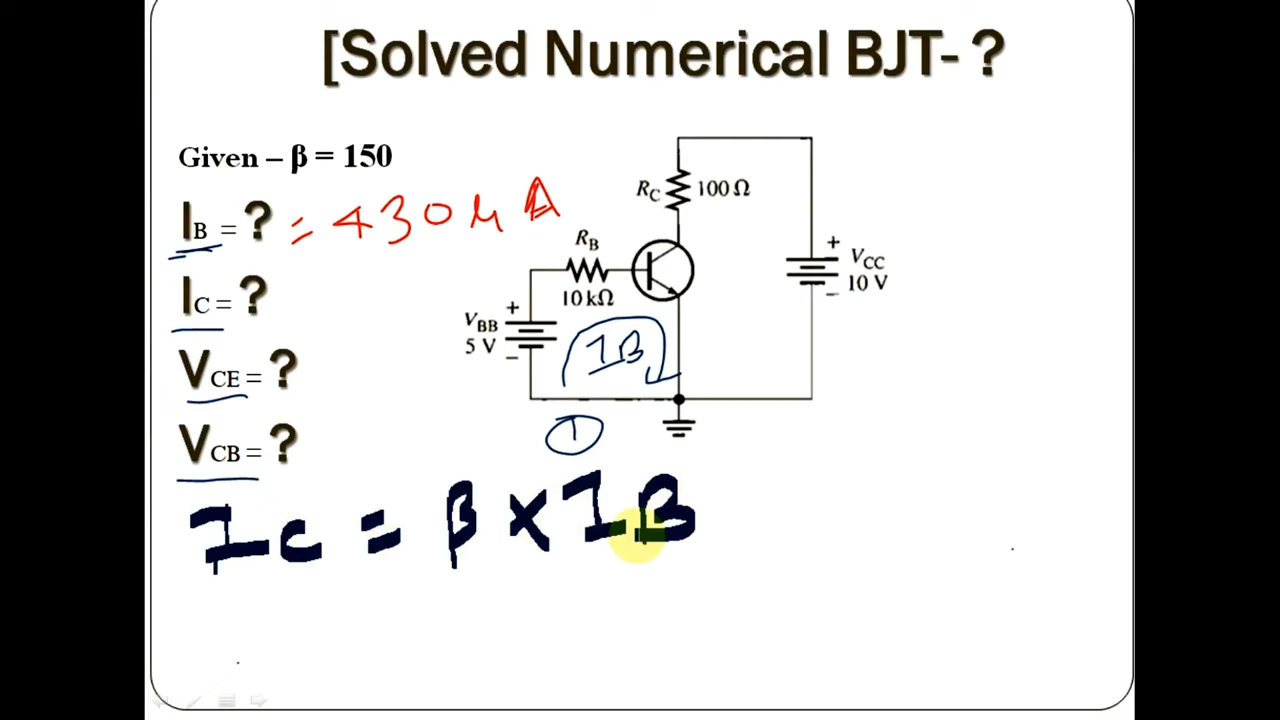 [Solved Numerical BJT- ?
Given – β = 150
IB = ? = 430 μ A
IC = ?
VCE = ?
VCB = ?
RC 100 Ω
RB
10 kΩ
VBB
5 V
+
−
VCC
10 V
+
−
IB
1
IC = β × IB